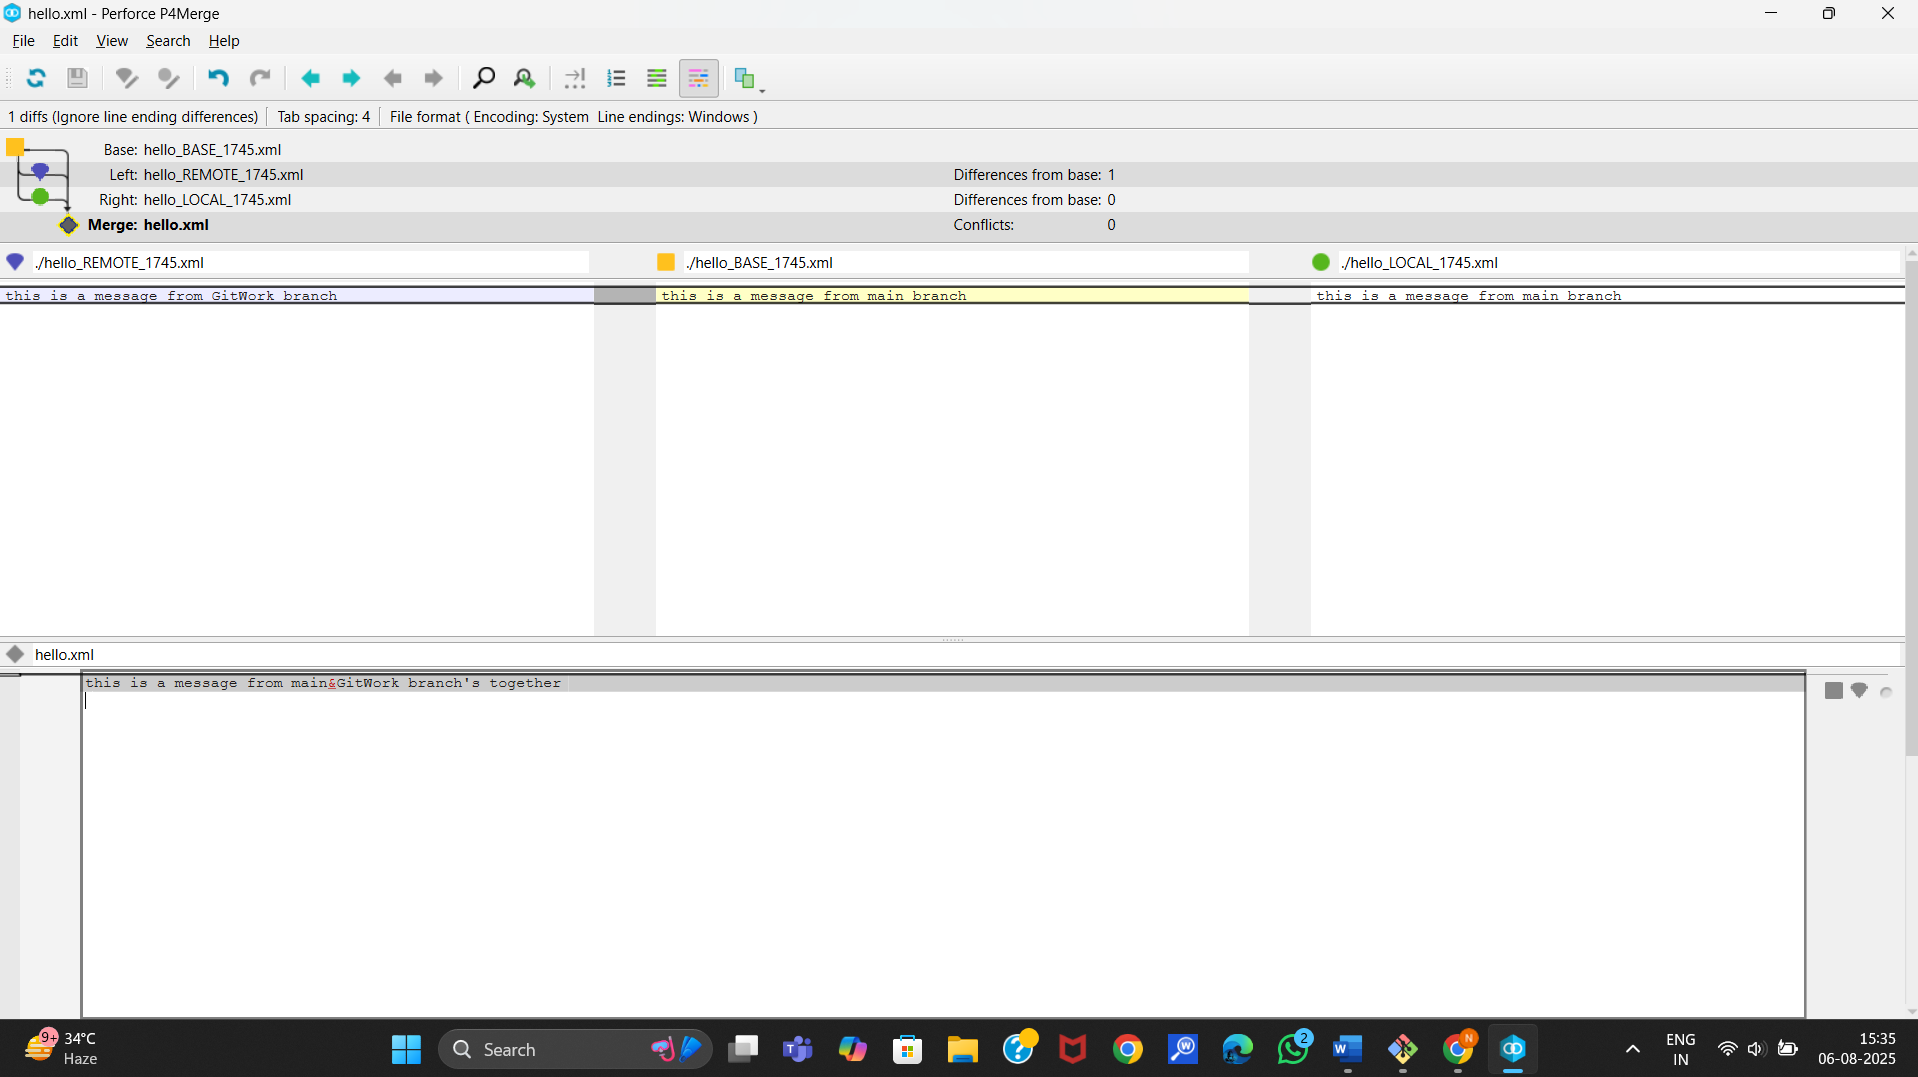 hello.xml - Perforce P4Merge
File Edit View Search Help
1 diffs (Ignore line ending differences) Tab spacing: 4 File format ( Encoding: System Line endings: Windows )
Base: hello_BASE_1745.xml
Left: hello_REMOTE_1745.xml Differences from base: 1
Right: hello_LOCAL_1745.xml Differences from base: 0
Merge: hello.xml Conflicts: 0
./hello_REMOTE_1745.xml ./hello_BASE_1745.xml ./hello_LOCAL_1745.xml
this is a message from GitWork branch this is a message from main branch this is a message from main branch
hello.xml
this is a message from main&GitWork branch's together
9+ 34°C
Haze
Search
2
N
ENG
IN
15:35
06-08-2025